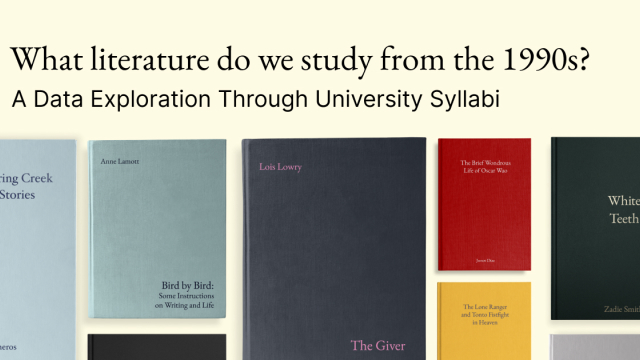 What literature do we study from the 1990s?
A Data Exploration Through University Syllabi
ring Creek
Stories
neros
Anne Lamott
Bird by Bird:
Some Instructions
on Writing and Life
Lois Lowry
The Giver
The Brief Wondrous
Life of Oscar Wao
Junot Díaz
The Lone Ranger
and Tonto Fistfight
in Heaven
White
Teeth
Zadie Smith